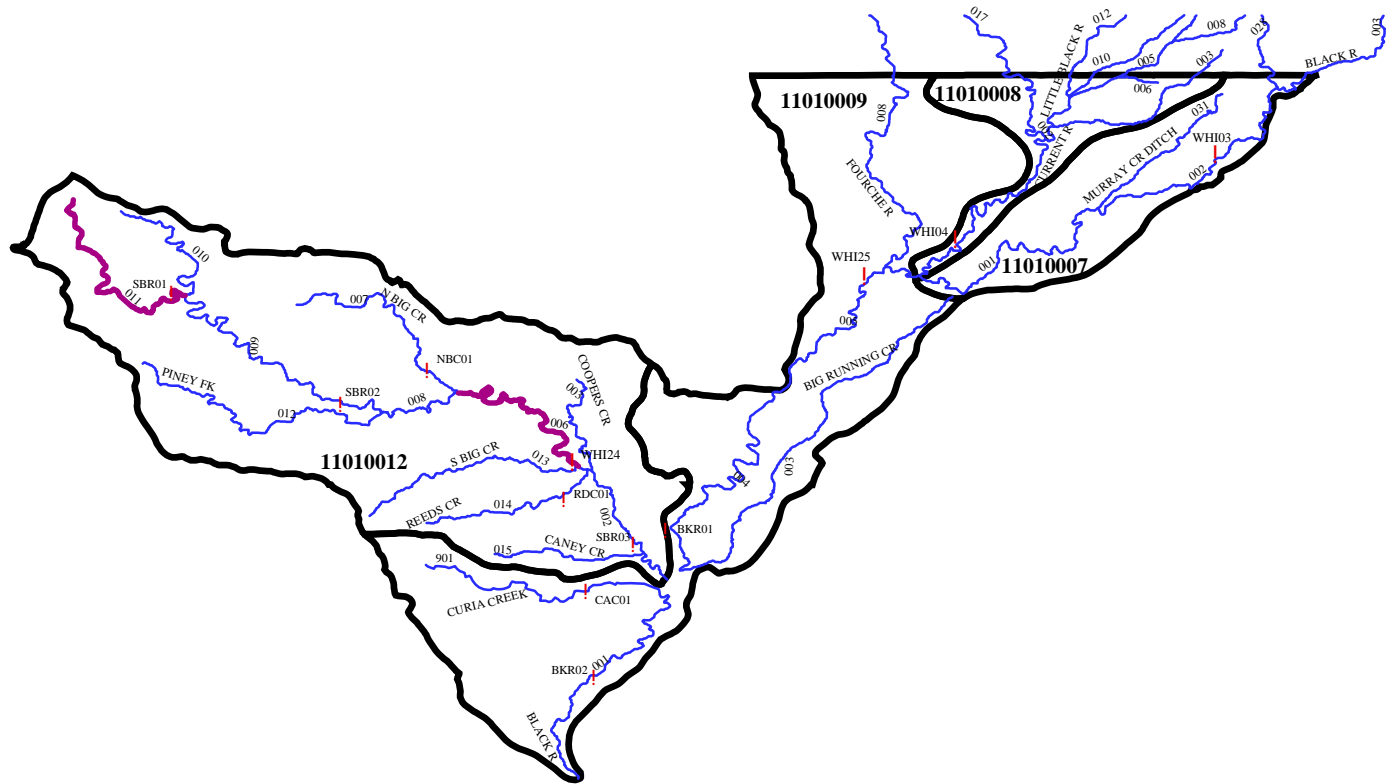 017
012
008
028
003
LITTLE BLACK R
010
005
003
BLACK R
006
11010009
11010008
008
031
WHI03
CURRENT R
MURRAY CR DITCH
002
FOURCHE R
WHI04
WHI25
001
11010007
010
SBR01
011
007
N BIG CR
005
009
NBC01
COOPERS CR
003
BIG RUNNING CR
PINEY FK
SBR02
008
012
006
11010012
S BIG CR
013
WHI24
003
004
RDC01
REEDS CR
014
002
BKR01
SBR03
CANEY CR
015
901
CURIA CREEK
CAC01
BKR02
001
BLACK R